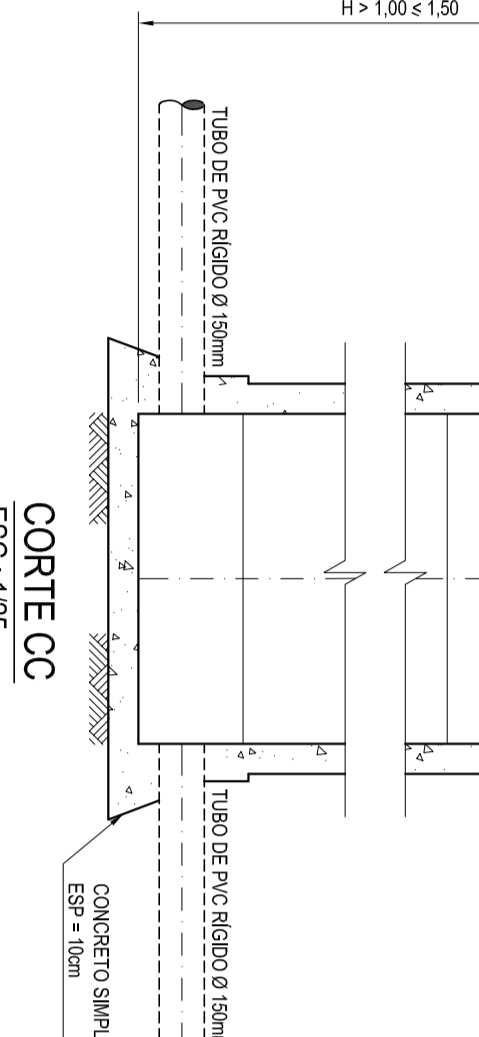 H > 1,00 ≤ 1,50
TUBO DE PVC RÍGIDO Ø 150mm
TUBO DE PVC RÍGIDO Ø 150mm
CORTE CC
CONCRETO
ESP = 10cm